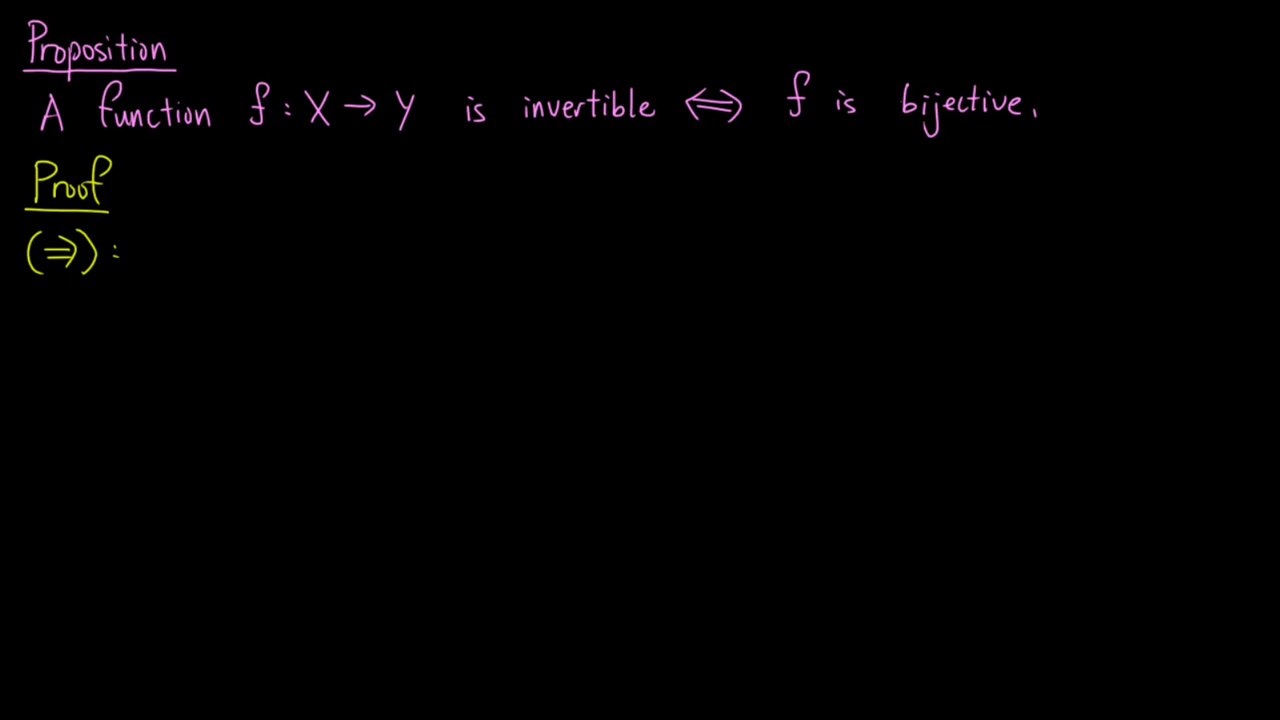 Proposition
A function f : X → Y is invertible ⟺ f is bijective.
Proof
(⇒) :